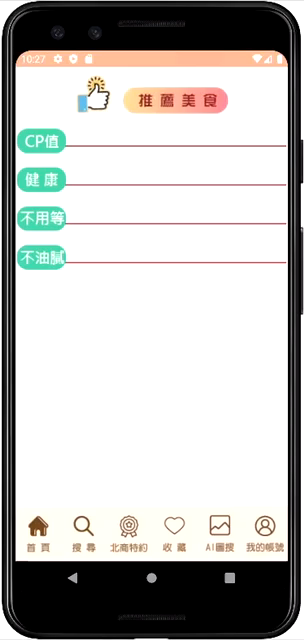 10:27
推薦美食
CP值
健康
不用等
不油膩
首頁 搜尋 北商特約 收藏 AI圖搜 我的帳號